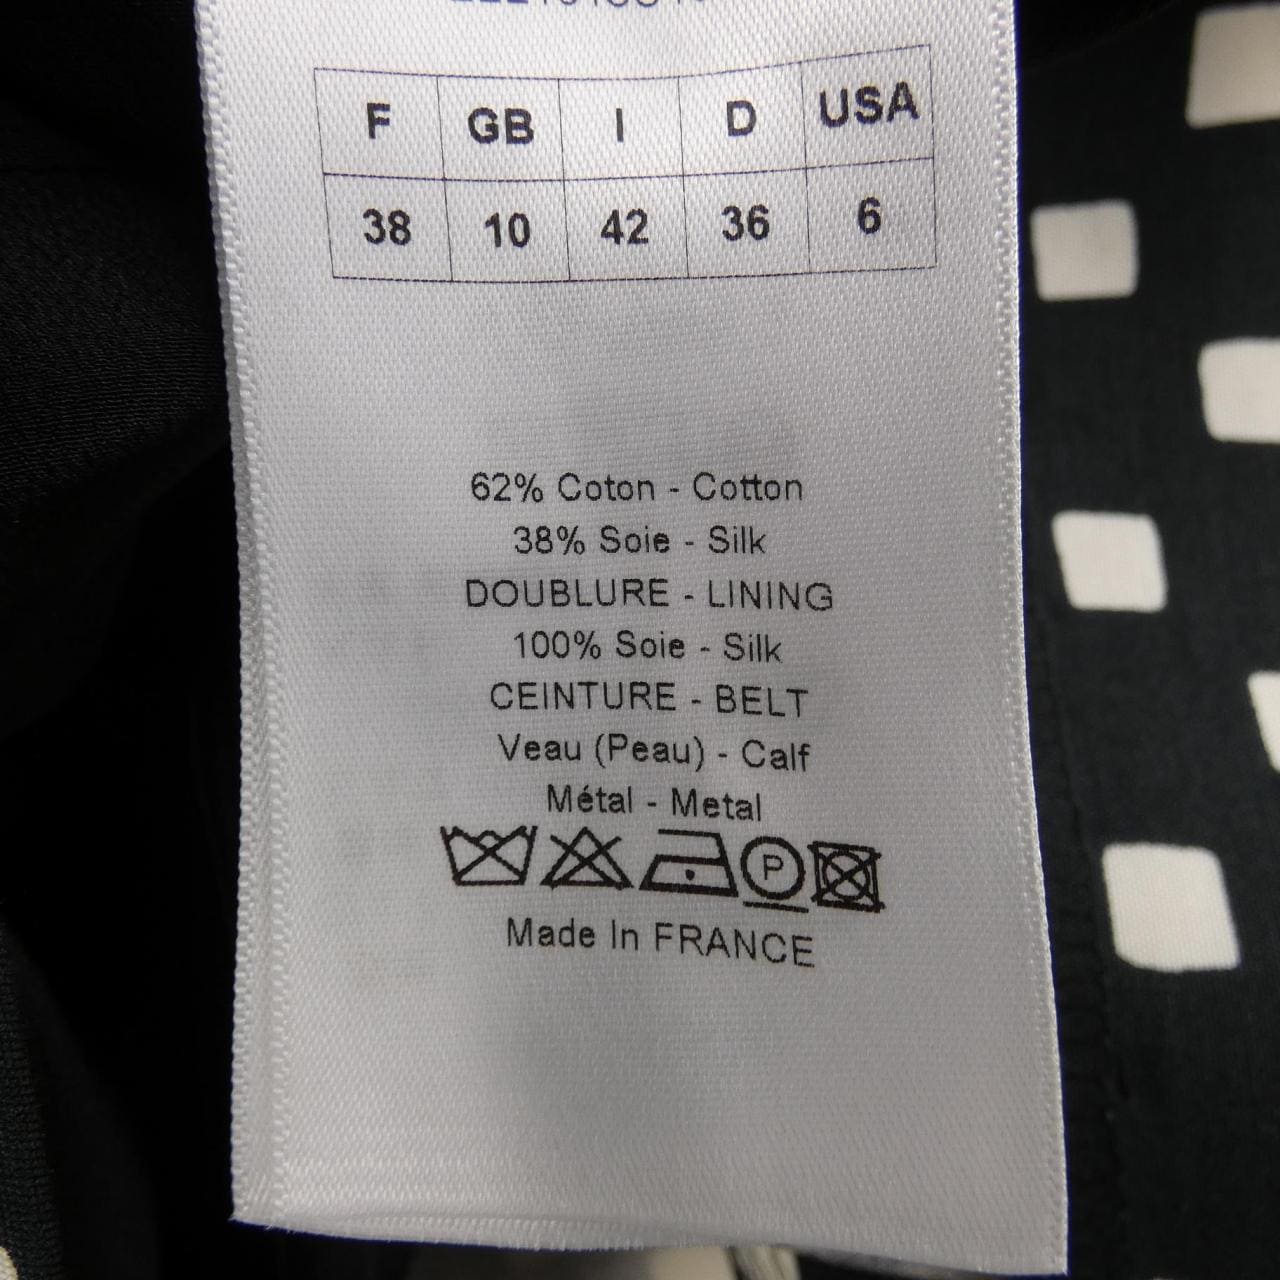 F GB I D USA
38 10 42 36 6
62% Coton - Cotton
38% Soie - Silk
DOUBLURE - LINING
100% Soie - Silk
CEINTURE - BELT
Veau (Peau) - Calf
Métal - Metal
P
Made In FRANCE